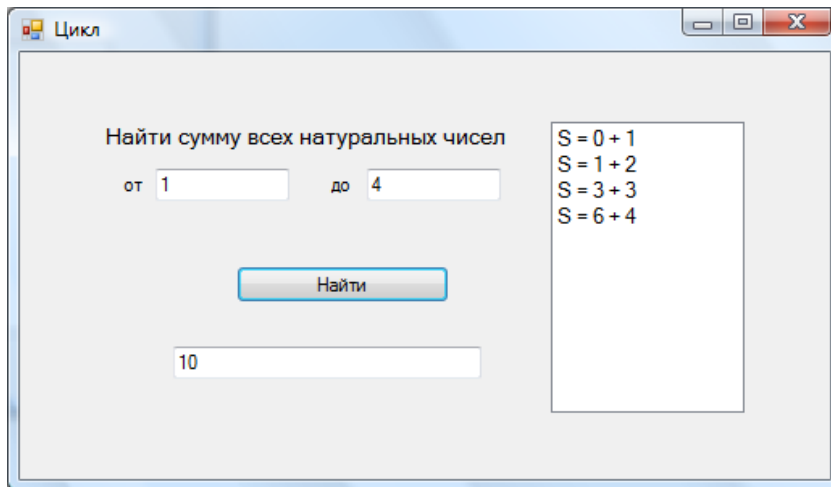 Цикл
Найти сумму всех натуральных чисел
от 1 до 4
Найти
10
S = 0 + 1
S = 1 + 2
S = 3 + 3
S = 6 + 4